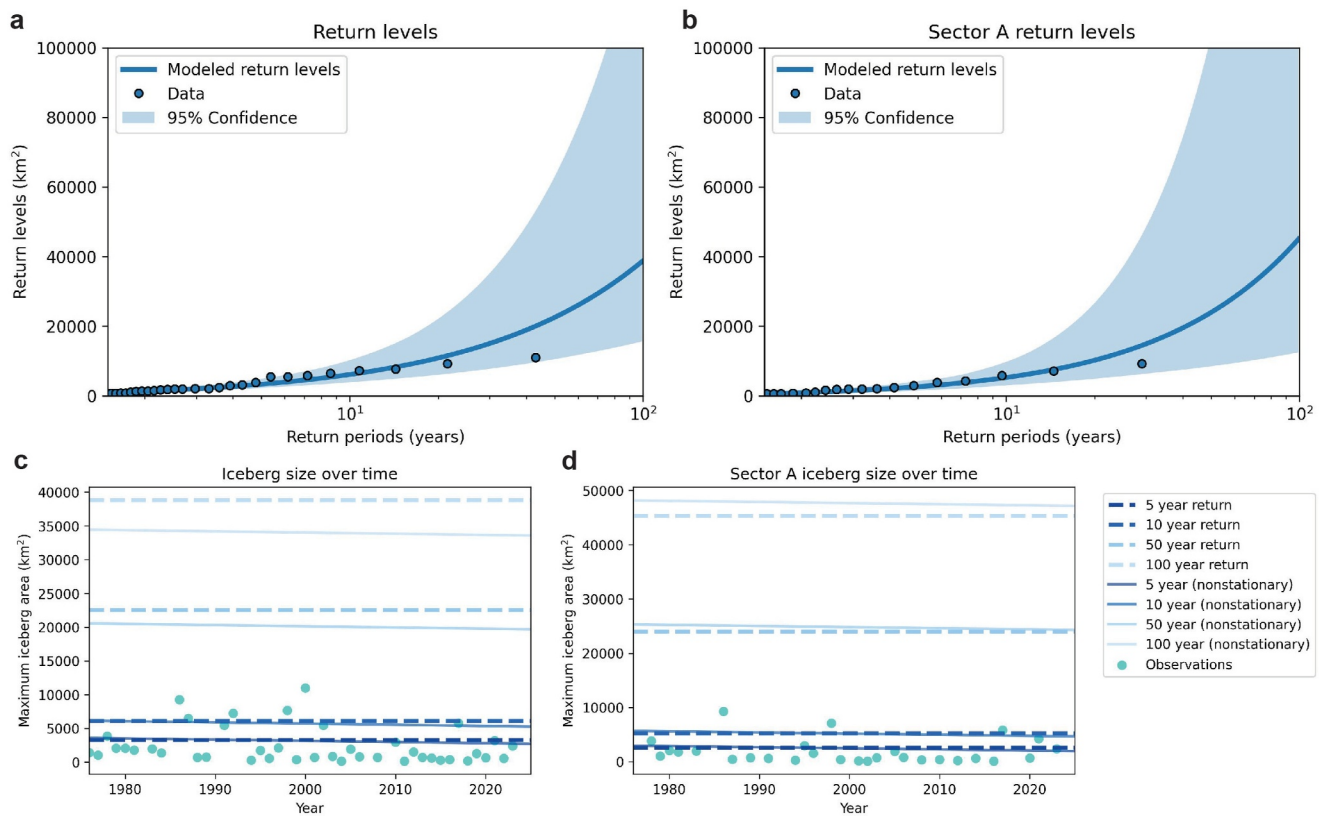 a
Return levels
100000
80000
60000
40000
20000
0
Return levels (km²)
Modeled return levels
Data
95% Confidence
10¹
10²
Return periods (years)
b
Sector A return levels
100000
80000
60000
40000
20000
0
Return levels (km²)
Modeled return levels
Data
95% Confidence
10¹
10²
Return periods (years)
c
Iceberg size over time
40000
35000
30000
25000
20000
15000
10000
5000
0
Maximum iceberg area (km²)
1980
1990
2000
2010
2020
Year
d
Sector A iceberg size over time
50000
40000
30000
20000
10000
0
Maximum iceberg area (km²)
1980
1990
2000
2010
2020
Year
5 year return
10 year return
50 year return
100 year return
5 year (nonstationary)
10 year (nonstationary)
50 year (nonstationary)
100 year (nonstationary)
Observations